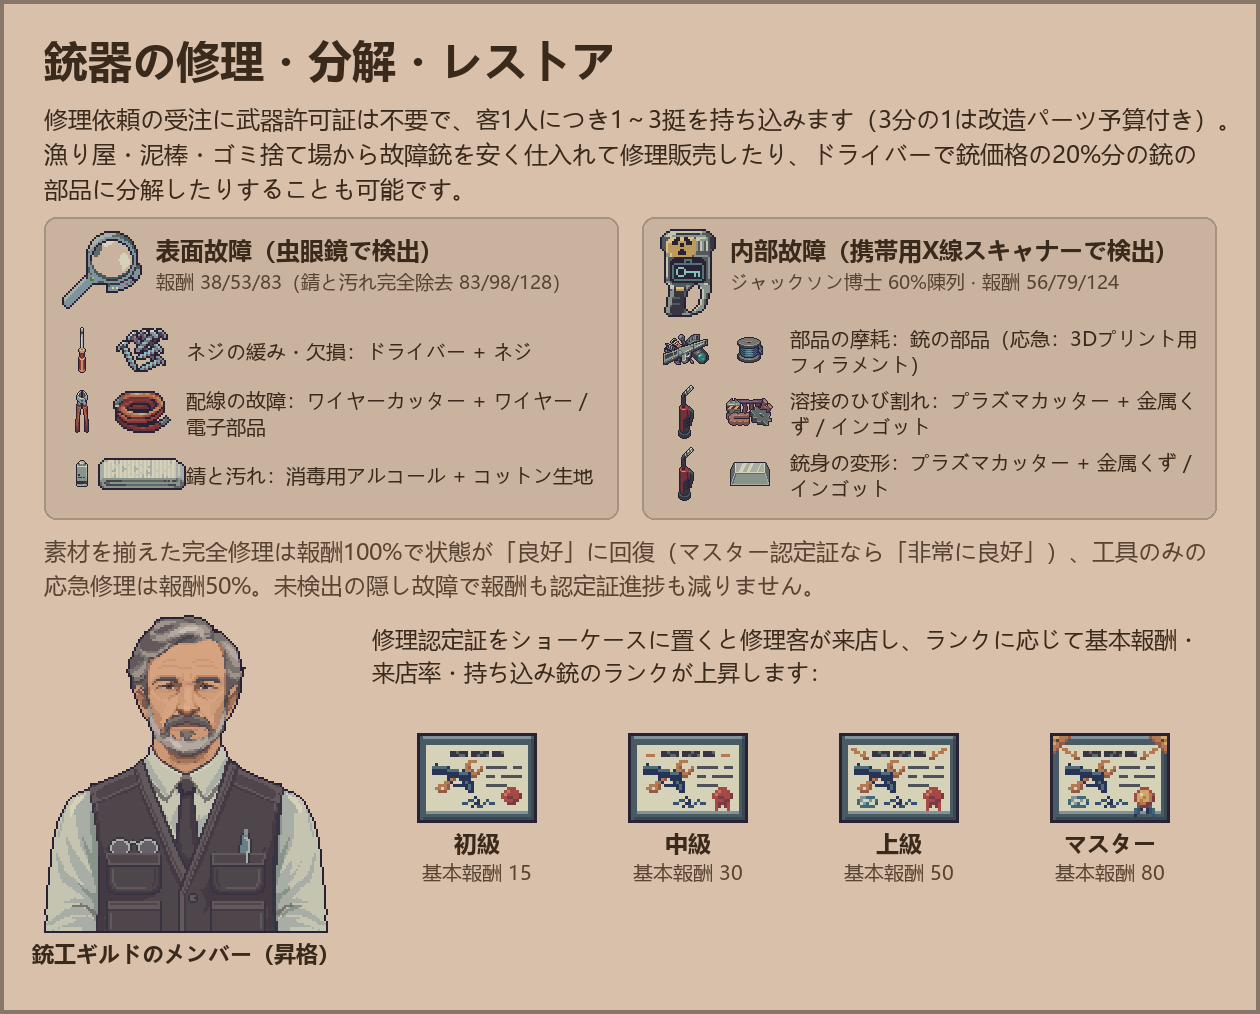 銃器の修理・分解・レストア
修理依頼の受注に武器許可証は不要で、客1人につき1～3挺を持ち込みます（3分の1は改造パーツ予算付き）。
漁り屋・泥棒・ゴミ捨て場から故障銃を安く仕入れて修理販売したり、ドライバーで銃価格の20%分の銃の
部品に分解したりすることも可能です。
表面故障（虫眼鏡で検出）
報酬 38/53/83（錆と汚れ完全除去 83/98/128）
ネジの緩み・欠損：ドライバー + ネジ
配線の故障：ワイヤーカッター + ワイヤー /
電子部品
錆と汚れ：消毒用アルコール + コットン生地
内部故障（携帯用X線スキャナーで検出）
ジャックソン博士 60%陳列・報酬 56/79/124
部品の摩耗：銃の部品（応急：3Dプリント用
フィラメント）
溶接のひび割れ：プラズマカッター + 金属く
ず / インゴット
銃身の変形：プラズマカッター + 金属くず /
インゴット
素材を揃えた完全修理は報酬100%で状態が「良好」に回復（マスター認定証なら「非常に良好」）、工具のみの
応急修理は報酬50%。未検出の隠し故障で報酬も認定証進捗も減りません。
修理認定証をショーケースに置くと修理客が来店し、ランクに応じて基本報酬・
来店率・持ち込み銃のランクが上昇します：
初級
基本報酬 15
中級
基本報酬 30
上級
基本報酬 50
マスター
基本報酬 80
銃工ギルドのメンバー（昇格）